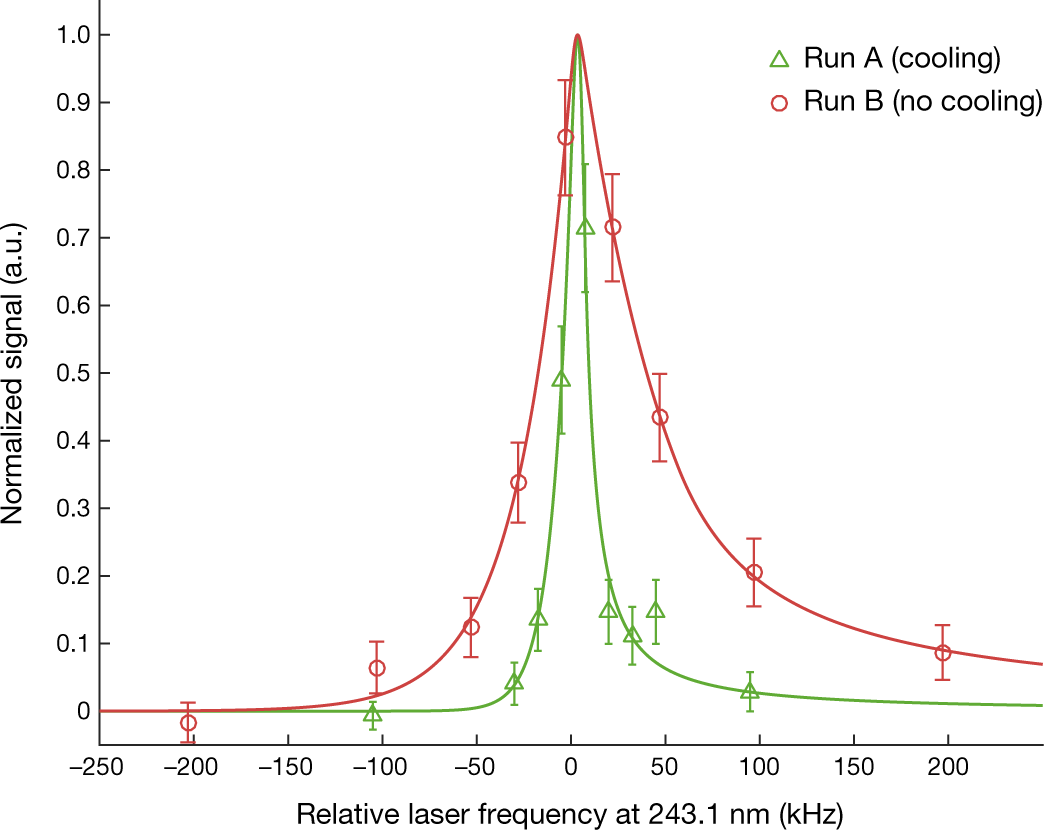 1.0
0.9
0.8
0.7
0.6
0.5
0.4
0.3
0.2
0.1
0
Normalized signal (a.u.)
Run A (cooling)
Run B (no cooling)
–250 –200 –150 –100 –50 0 50 100 150 200
Relative laser frequency at 243.1 nm (kHz)